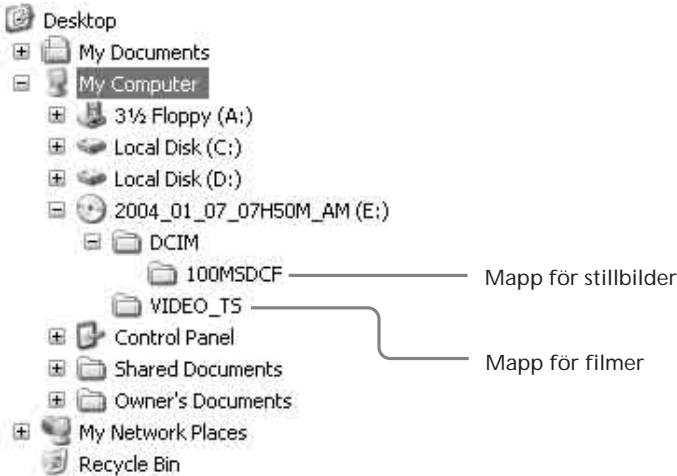 Desktop
My Documents
My Computer
3½ Floppy (A:)
Local Disk (C:)
Local Disk (D:)
2004_01_07_07H50M_AM (E:)
DCIM
100MSDCF
Mapp för stillbilder
VIDEO_TS
Control Panel
Mapp för filmer
Shared Documents
Owner's Documents
My Network Places
Recycle Bin